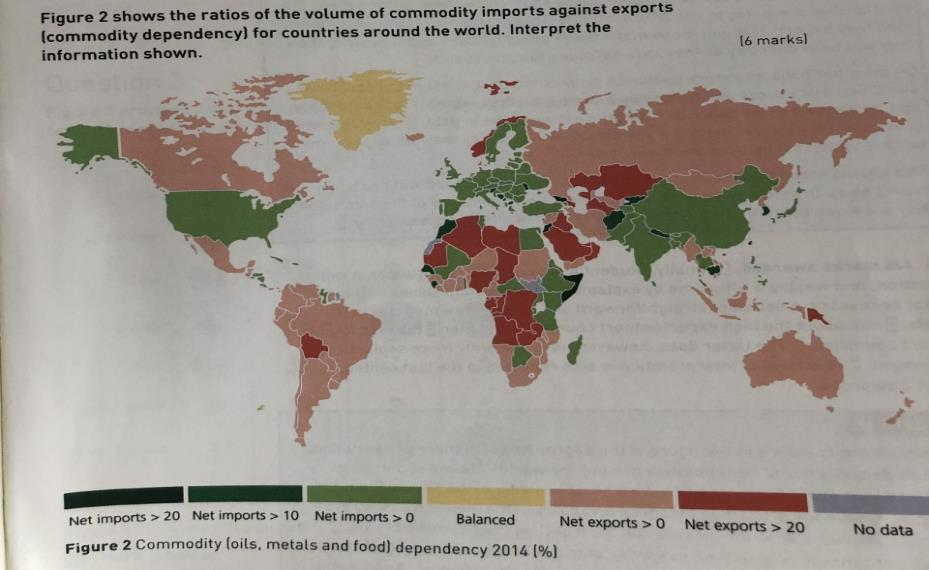 Figure 2 shows the ratios of the volume of commodity imports against exports
(commodity dependency) for countries around the world. Interpret the
information shown.
(6 marks)
Net imports > 20 Net imports > 10 Net imports > 0 Balanced Net exports > 0 Net exports > 20 No data
Figure 2 Commodity (oils, metals and food) dependency 2014 (%)